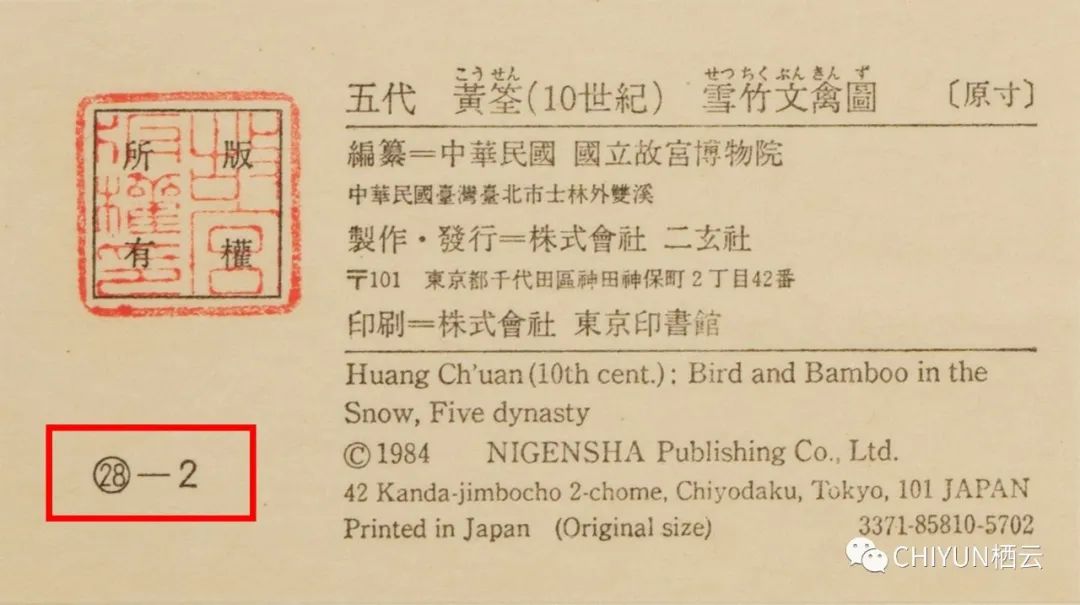 所 版
有 權
㉘—2
こうせん せつちくぶんきんず
五代 黃筌(10世紀) 雪竹文禽圖 〔原寸〕
編纂＝中華民國 國立故宮博物院
中華民國臺灣臺北市士林外雙溪
製作・發行＝株式會社 二玄社
〒101 東京都千代田區神田神保町2丁目42番
印刷＝株式會社 東京印書館
Huang Ch'uan (10th cent.) : Bird and Bamboo in the
Snow, Five dynasty
©1984 NIGENSHA Publishing Co., Ltd.
42 Kanda-jimbocho 2-chome, Chiyodaku, Tokyo, 101 JAPAN
Printed in Japan (Original size) 3371-85810-5702
CHIYUN栖云